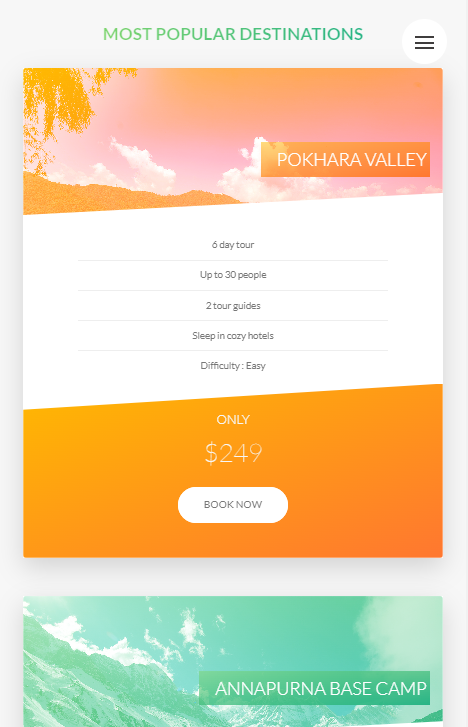 MOST POPULAR DESTINATIONS
POKHARA VALLEY
6 day tour
Up to 30 people
2 tour guides
Sleep in cozy hotels
Difficulty : Easy
ONLY
$249
BOOK NOW
ANNAPURNA BASE CAMP